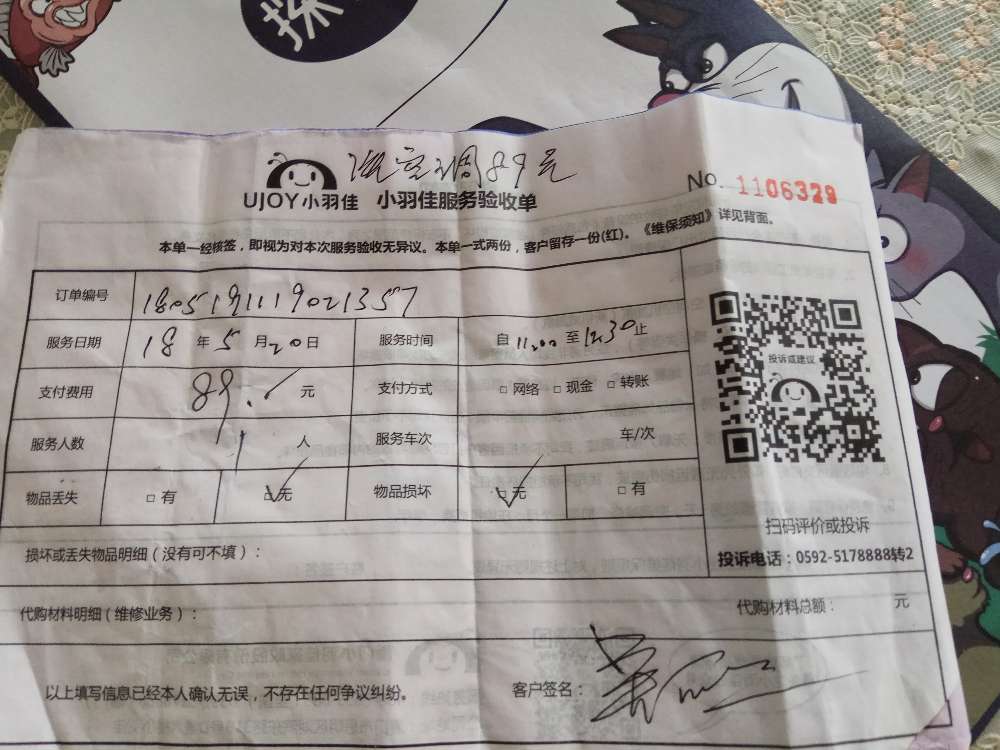 探
洗空调89元
UJOY小羽佳 小羽佳服务验收单
No. 1106329
本单一经核签，即视为对本次服务验收无异议。本单一式两份，客户留存一份(红)。《维保须知》详见背面。
订单编号 1805191119021357
服务日期 18 年 5 月 20 日 服务时间 自 11:00 至 12:30 止
支付费用 89. 元 支付方式 □ 网络 □ 现金 □ 转账
服务人数 1 人 服务车次 车/次
物品丢失 □ 有 □ 无 物品损坏 □ 无 □ 有
投诉或建议
扫码评价或投诉
投诉电话：0592-5178888转2
损坏或丢失物品明细（没有可不填）：
代购材料明细（维修业务）： 代购材料总额： 元
以上填写信息已经本人确认无误，不存在任何争议纠纷。 客户签名：